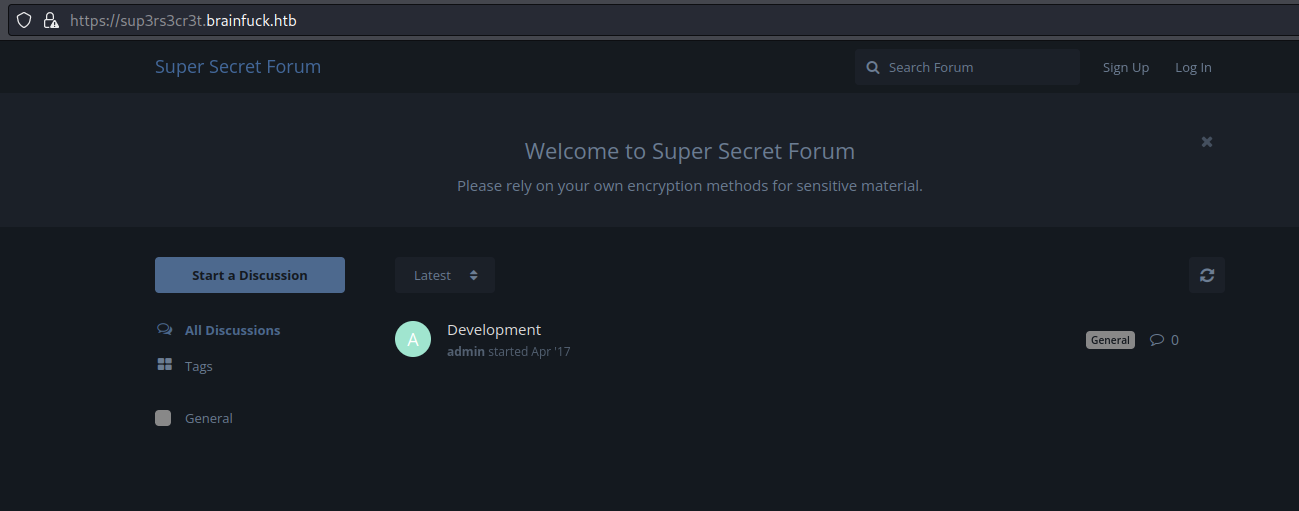 https://sup3rs3cr3t.brainfuck.htb
Super Secret Forum
Search Forum
Sign Up
Log In
Welcome to Super Secret Forum
Please rely on your own encryption methods for sensitive material.
Start a Discussion
Latest
All Discussions
Tags
General
A
Development
admin started Apr '17
General
0